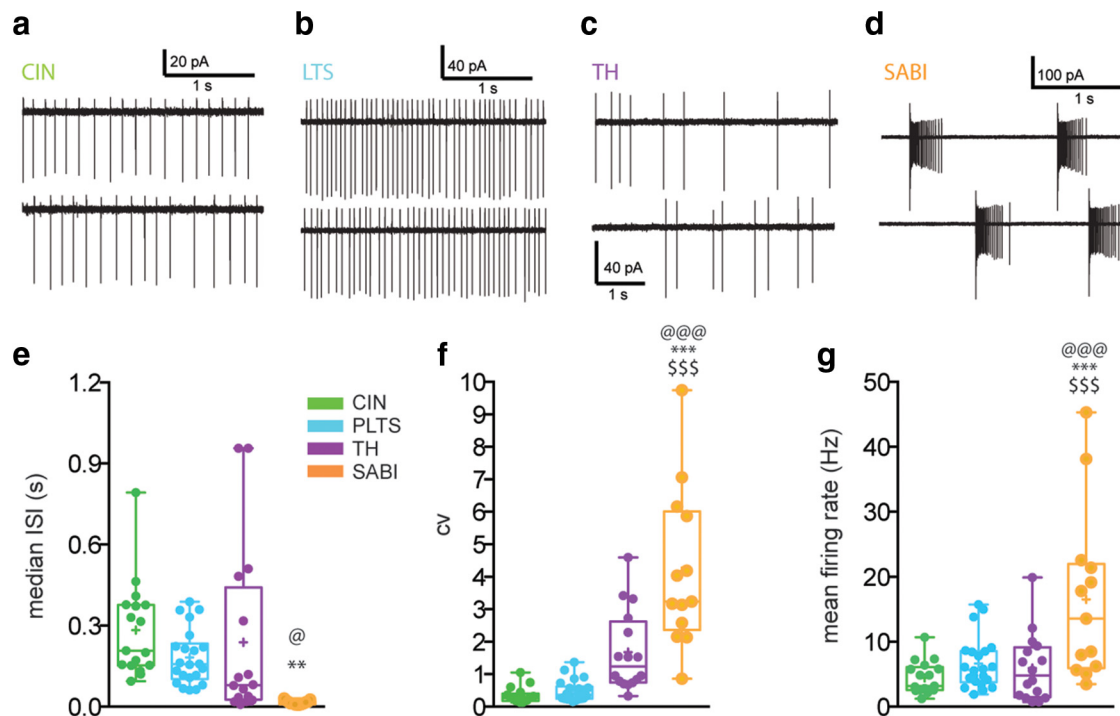 a
b
c
d
CIN
20 pA
1 s
LTS
40 pA
1 s
TH
40 pA
1 s
SABI
100 pA
1 s
e
f
g
median ISI (s)
1.2
0.9
0.6
0.3
0.0
CIN
PLTS
TH
SABI
@
**
cv
10
9
8
7
6
5
4
3
2
1
0
@@@
***
$$$
mean firing rate (Hz)
50
40
30
20
10
0
@@@
***
$$$